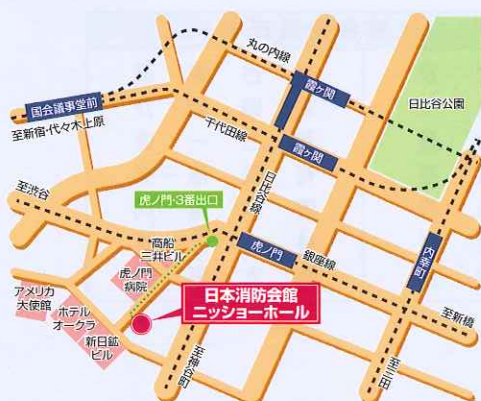 丸の内線
霞ヶ関
国会議事堂前
日比谷公園
至新宿・代々木上原
千代田線
霞ヶ関
日比谷線
至渋谷
虎ノ門・3番出口
商船
三井ビル
虎ノ門
銀座線
内幸町
虎ノ門
病院
アメリカ
大使館
日本消防会館
ニッショーホール
至新橋
ホテル
オークラ
新日鉱
ビル
至神谷町
至三田